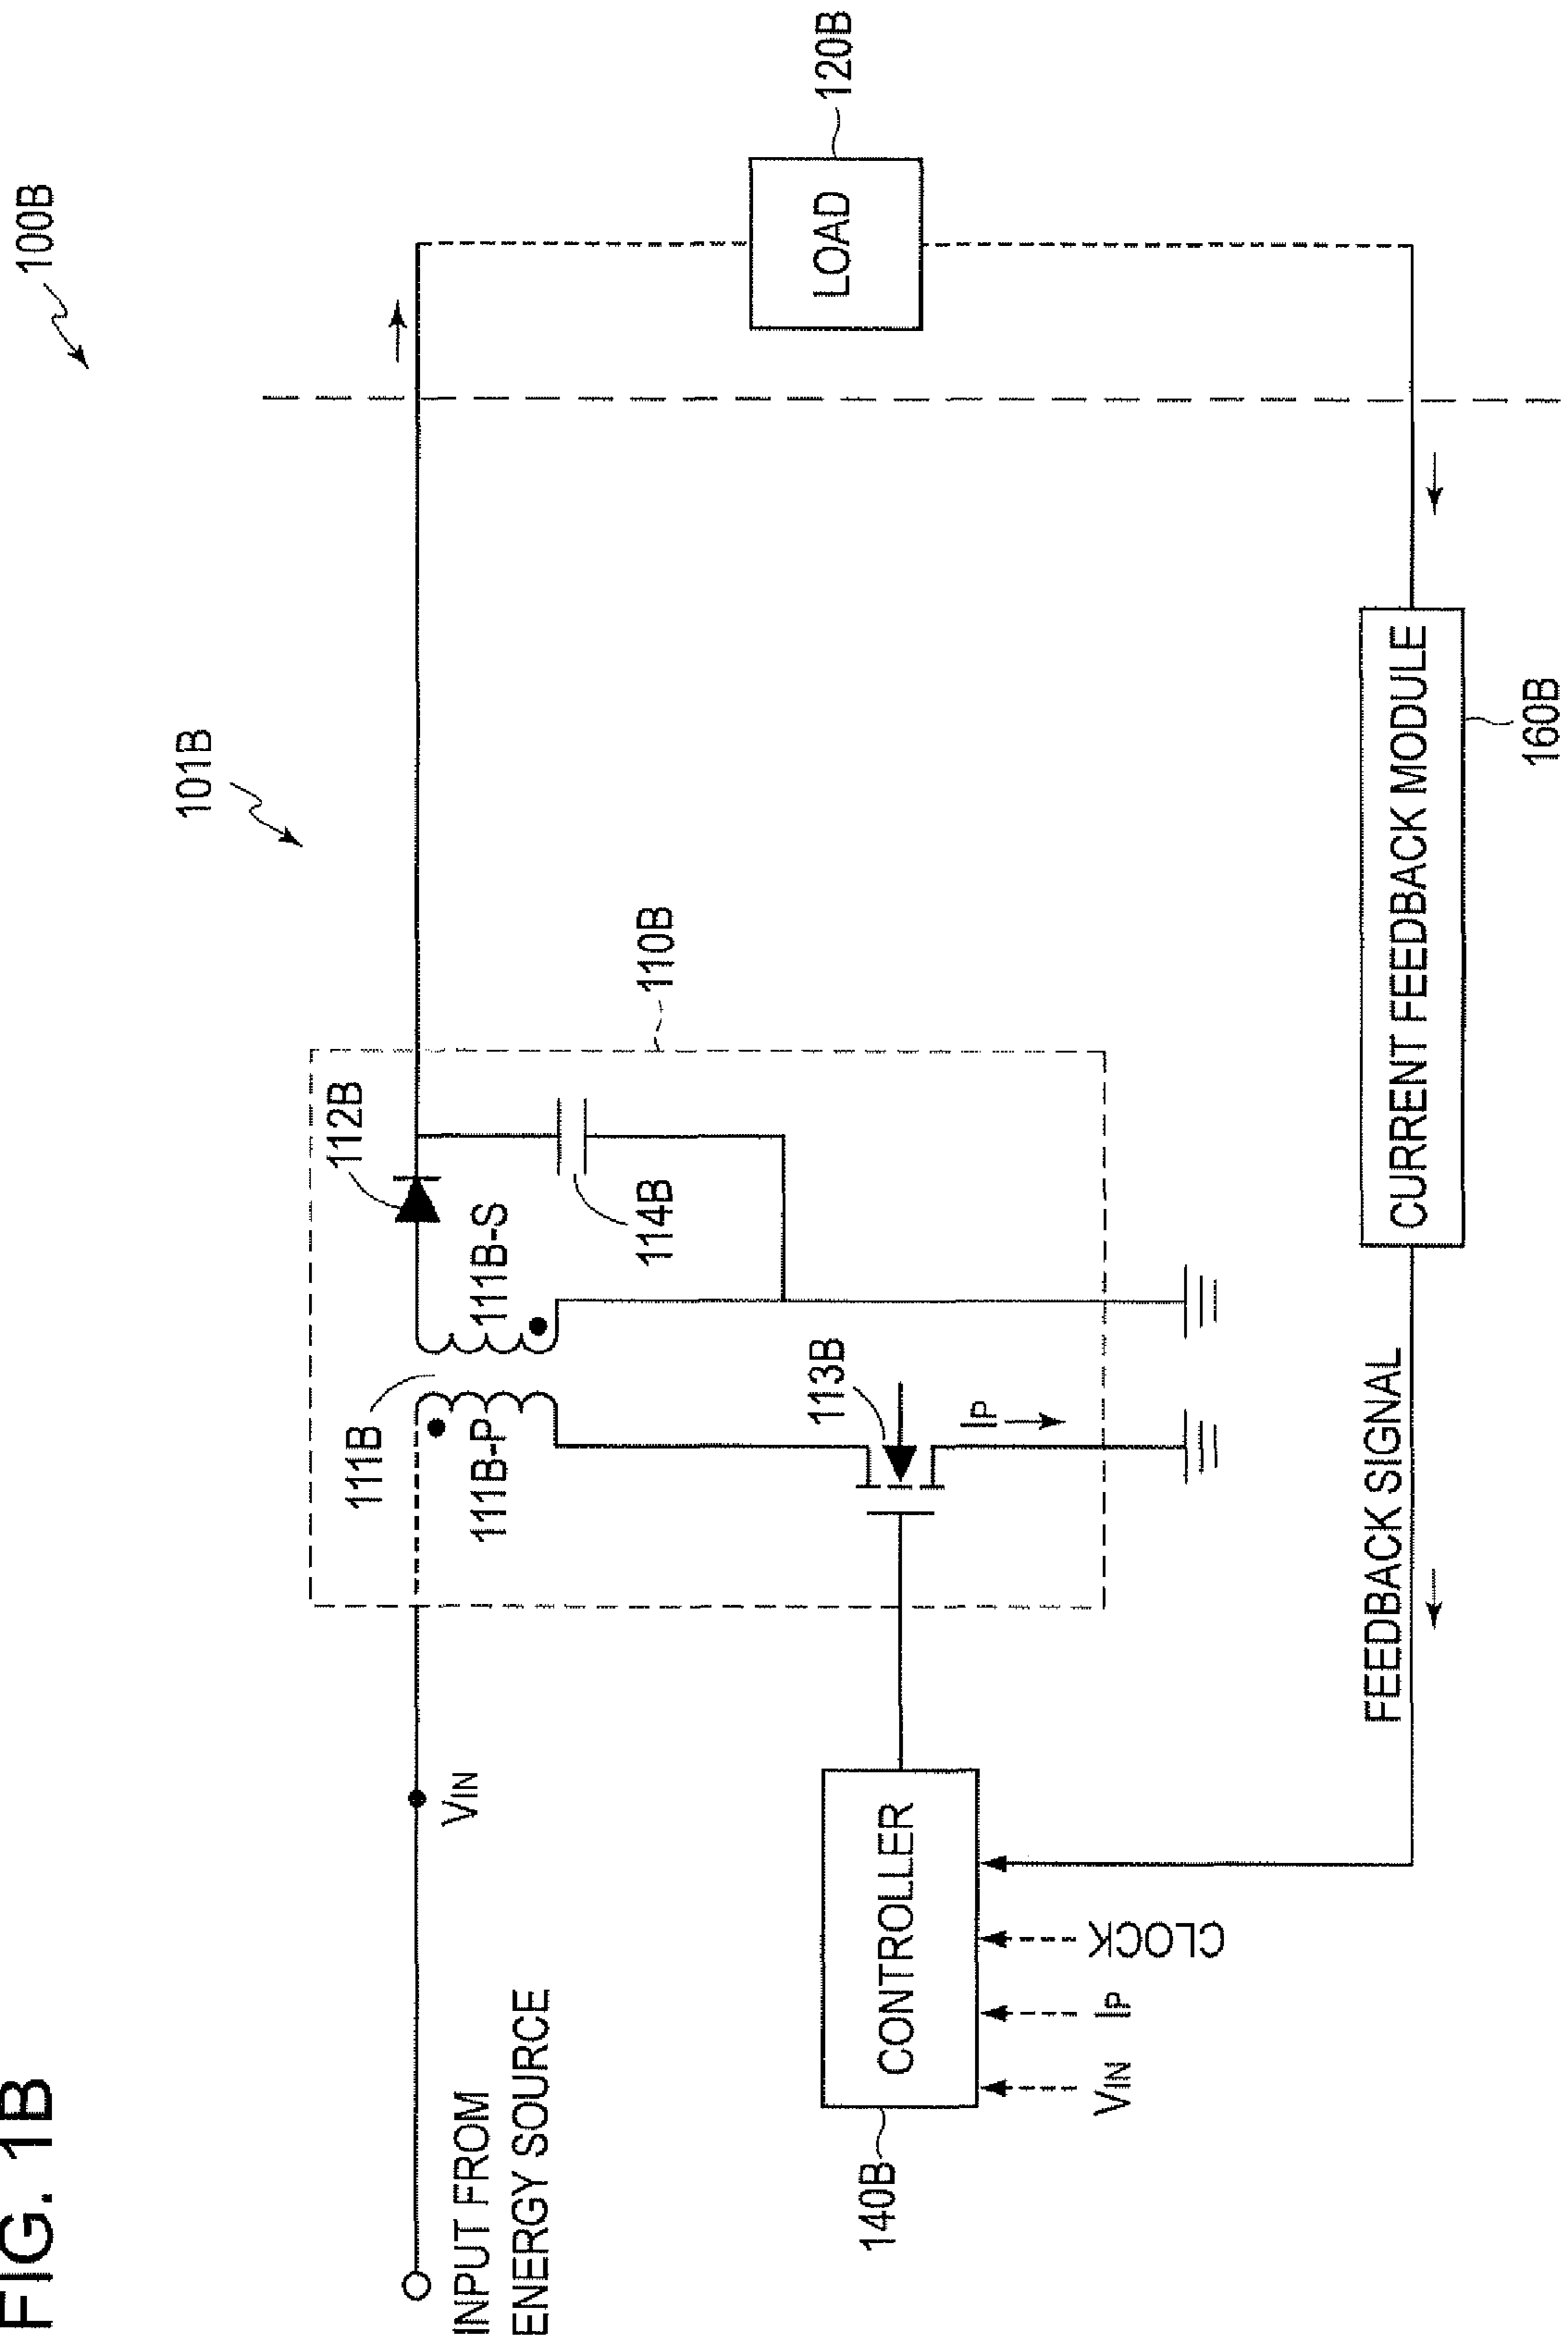 FIG. 1B
100B
101B
110B
112B
111B
111B-P
111B-S
114B
113B
IP
INPUT FROM
ENERGY SOURCE
VIN
LOAD
120B
CONTROLLER
140B
VIN
IP
CLOCK
FEEDBACK SIGNAL
CURRENT FEEDBACK MODULE
160B